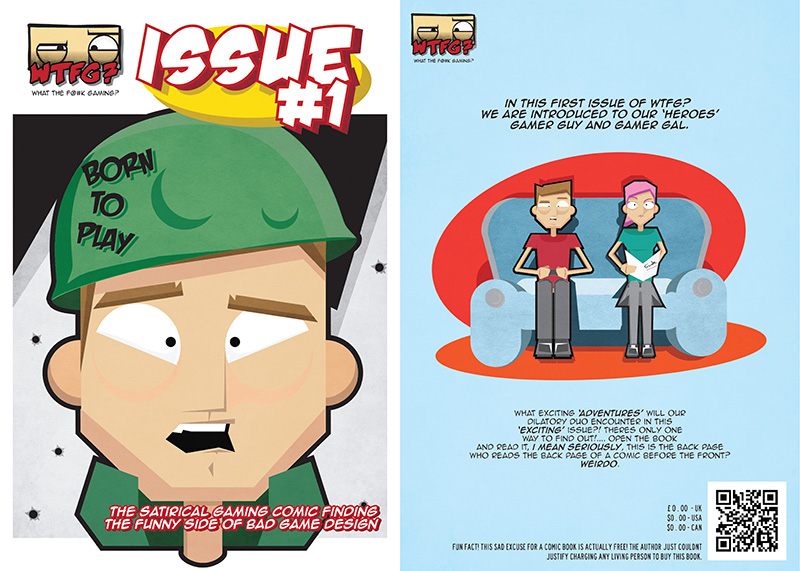 WTFG?
WHAT THE F@#K GAMING?
ISSUE
#1
BORN
TO
PLAY
THE SATIRICAL GAMING COMIC FINDING
THE FUNNY SIDE OF BAD GAME DESIGN
WTFG?
WHAT THE F@#K GAMING?
IN THIS FIRST ISSUE OF WTFG?
WE ARE INTRODUCED TO OUR 'HEROES'
GAMER GUY AND GAMER GAL.
WHAT EXCITING 'ADVENTURES' WILL OUR
DILATORY DUO ENCOUNTER IN THIS
'EXCITING' ISSUE?! THERES ONLY ONE
WAY TO FIND OUT!.... OPEN THE BOOK
AND READ IT, I MEAN SERIOUSLY, THIS IS THE BACK PAGE
WHO READS THE BACK PAGE OF A COMIC BEFORE THE FRONT?
WEIRDO.
£0.00 - UK
$0.00 - USA
$0.00 - CAN
FUN FACT! THIS SAD EXCUSE FOR A COMIC BOOK IS ACTUALLY FREE! THE AUTHOR JUST COULDNT
JUSTIFY CHARGING ANY LIVING PERSON TO BUY THIS BOOK.